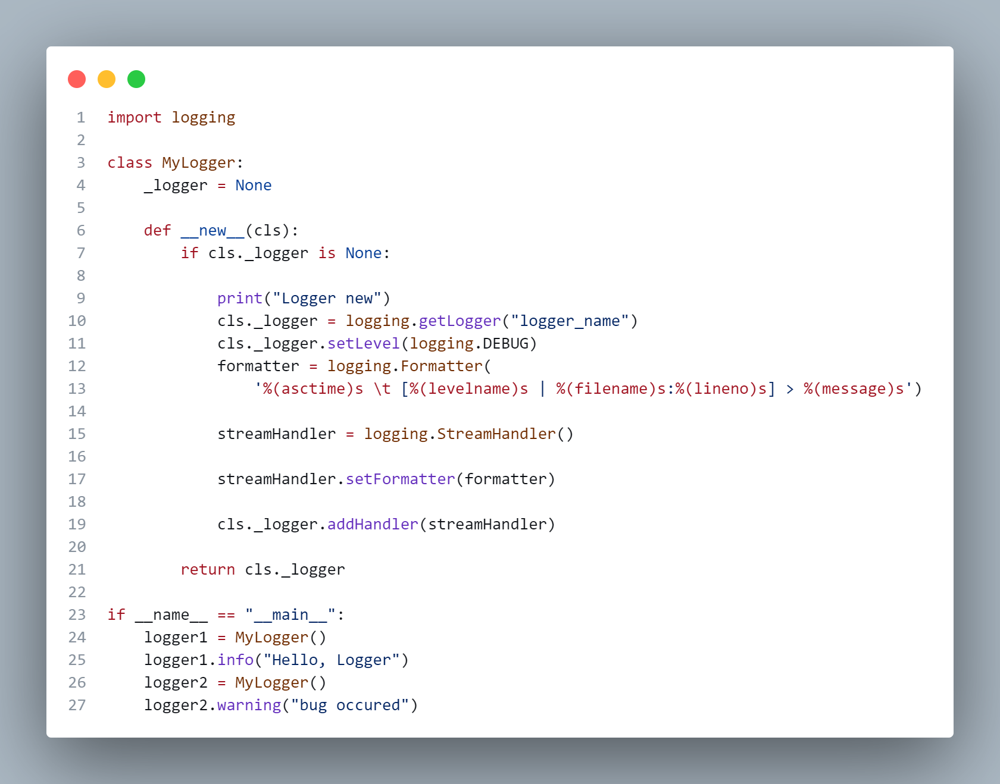 1 import logging
2
3 class MyLogger:
4     _logger = None
5
6     def __new__(cls):
7         if cls._logger is None:
8
9             print("Logger new")
10             cls._logger = logging.getLogger("logger_name")
11             cls._logger.setLevel(logging.DEBUG)
12             formatter = logging.Formatter(
13                 '%(asctime)s \t [%(levelname)s | %(filename)s:%(lineno)s] > %(message)s')
14
15             streamHandler = logging.StreamHandler()
16
17             streamHandler.setFormatter(formatter)
18
19             cls._logger.addHandler(streamHandler)
20
21         return cls._logger
22
23 if __name__ == "__main__":
24     logger1 = MyLogger()
25     logger1.info("Hello, Logger")
26     logger2 = MyLogger()
27     logger2.warning("bug occured")